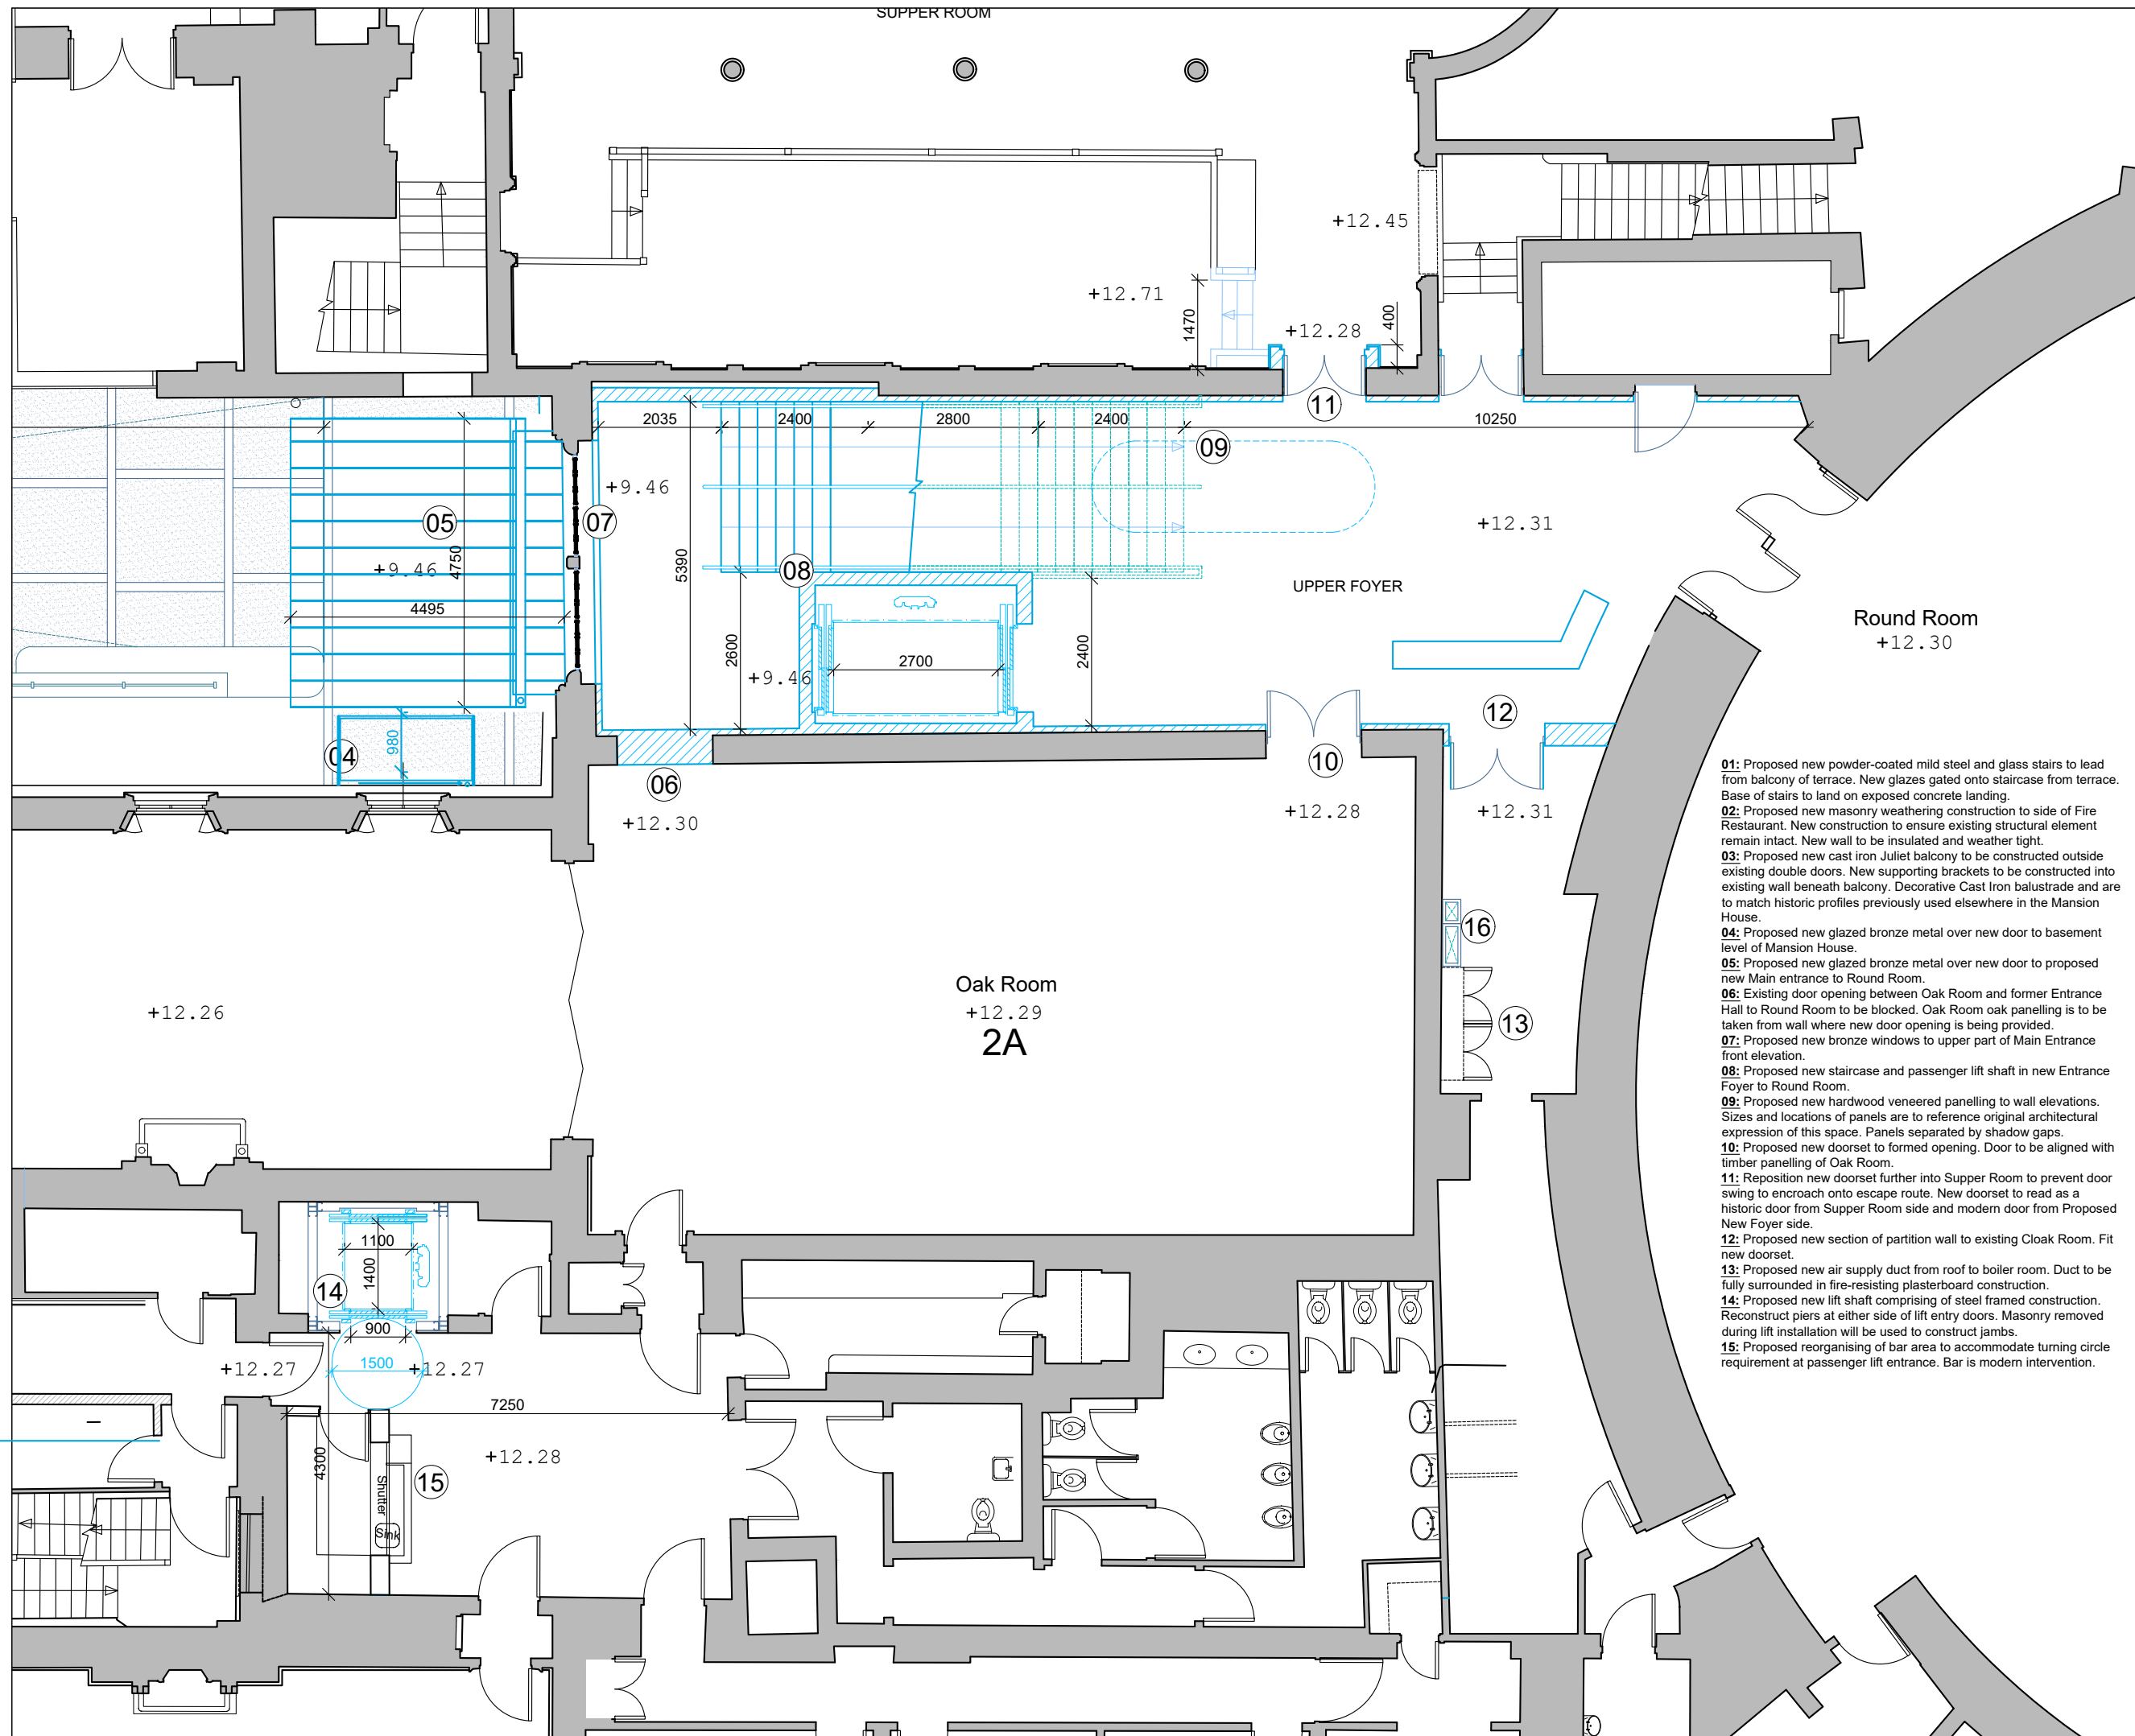 SUPPER ROOM
+12.45
+12.71
1470
+12.28
400
11
2035
2400
2800
2400
10250
09
+9.46
05
07
+12.31
4750
+9.46
5390
08
UPPER FOYER
4495
Round Room
+12.30
2600
2700
2400
+9.46
12
980
04
10
06
+12.28
+12.31
+12.30
16
Oak Room
+12.26
+12.29
13
2A
1100
1400
14
900
1500
+12.27
+12.27
7250
+12.28
4300
15
Shutter
Sink
01: Proposed new powder-coated mild steel and glass stairs to lead
from balcony of terrace. New glazes gated onto staircase from terrace.
Base of stairs to land on exposed concrete landing.
02: Proposed new masonry weathering construction to side of Fire
Restaurant. New construction to ensure existing structural element
remain intact. New wall to be insulated and weather tight.
03: Proposed new cast iron Juliet balcony to be constructed outside
existing double doors. New supporting brackets to be constructed into
existing wall beneath balcony. Decorative Cast Iron balustrade and are
to match historic profiles previously used elsewhere in the Mansion
House.
04: Proposed new glazed bronze metal over new door to basement
level of Mansion House.
05: Proposed new glazed bronze metal over new door to proposed
new Main entrance to Round Room.
06: Existing door opening between Oak Room and former Entrance
Hall to Round Room to be blocked. Oak Room oak panelling is to be
taken from wall where new door opening is being provided.
07: Proposed new bronze windows to upper part of Main Entrance
front elevation.
08: Proposed new staircase and passenger lift shaft in new Entrance
Foyer to Round Room.
09: Proposed new hardwood veneered panelling to wall elevations.
Sizes and locations of panels are to reference original architectural
expression of this space. Panels separated by shadow gaps.
10: Proposed new doorset to formed opening. Door to be aligned with
timber panelling of Oak Room.
11: Reposition new doorset further into Supper Room to prevent door
swing to encroach onto escape route. New doorset to read as a
historic door from Supper Room side and modern door from Proposed
New Foyer side.
12: Proposed new section of partition wall to existing Cloak Room. Fit
new doorset.
13: Proposed new air supply duct from roof to boiler room. Duct to be
fully surrounded in fire-resisting plasterboard construction.
14: Proposed new lift shaft comprising of steel framed construction.
Reconstruct piers at either side of lift entry doors. Masonry removed
during lift installation will be used to construct jambs.
15: Proposed reorganising of bar area to accommodate turning circle
requirement at passenger lift entrance. Bar is modern intervention.